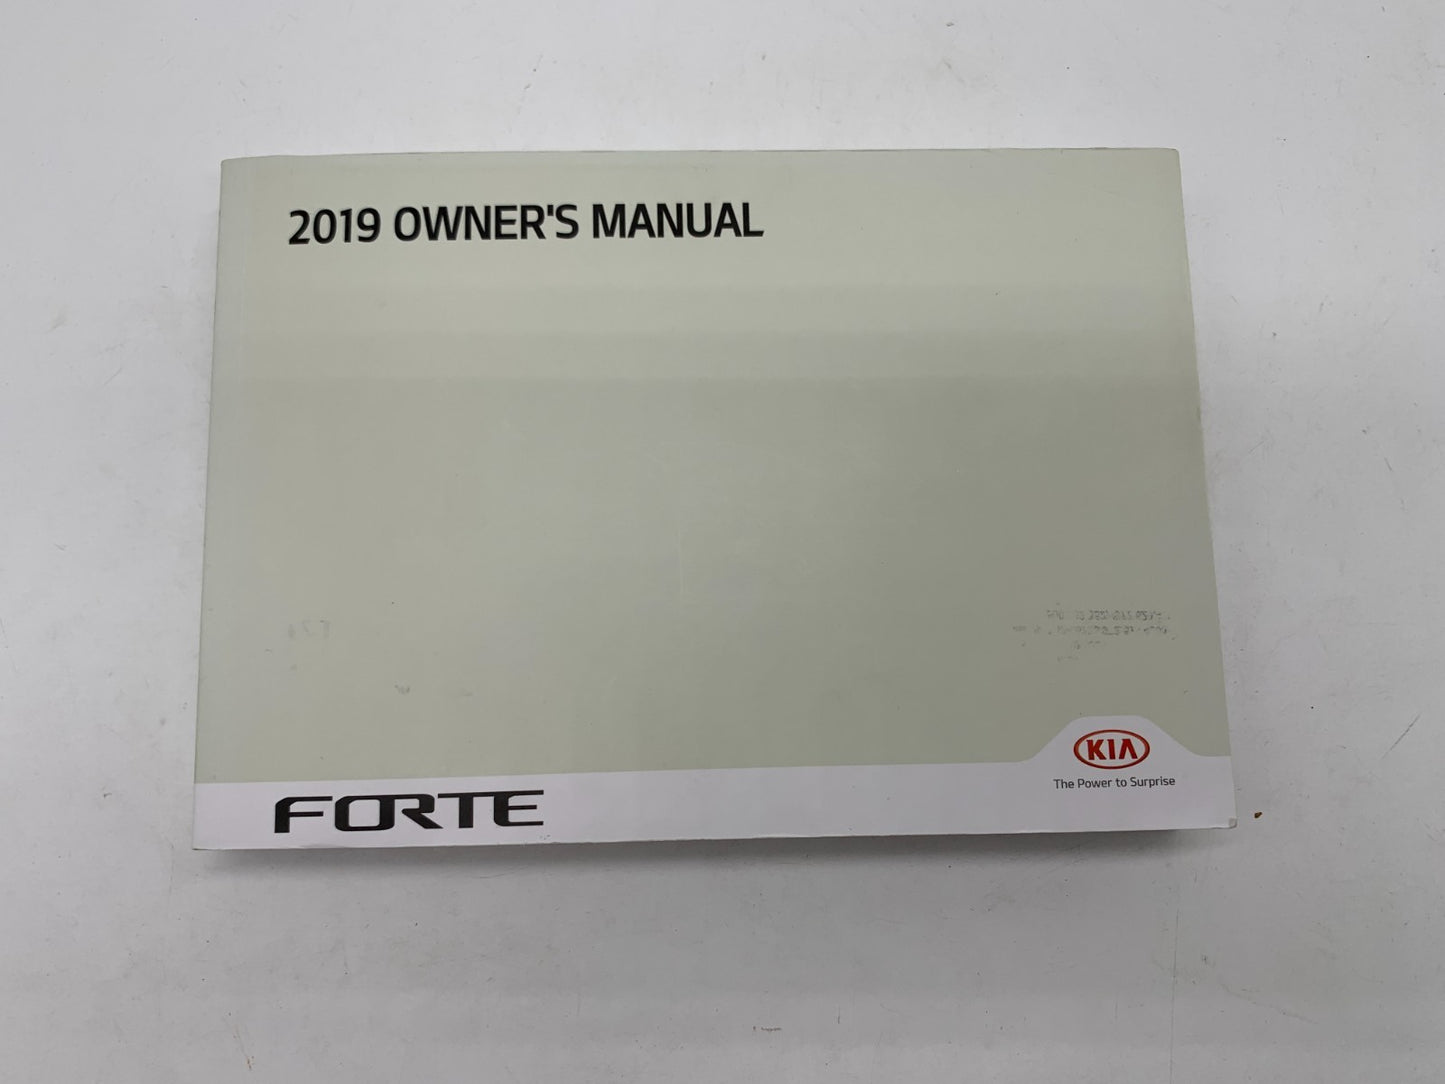 2019 OWNER'S MANUAL
KIA
The Power to Surprise
FORTE